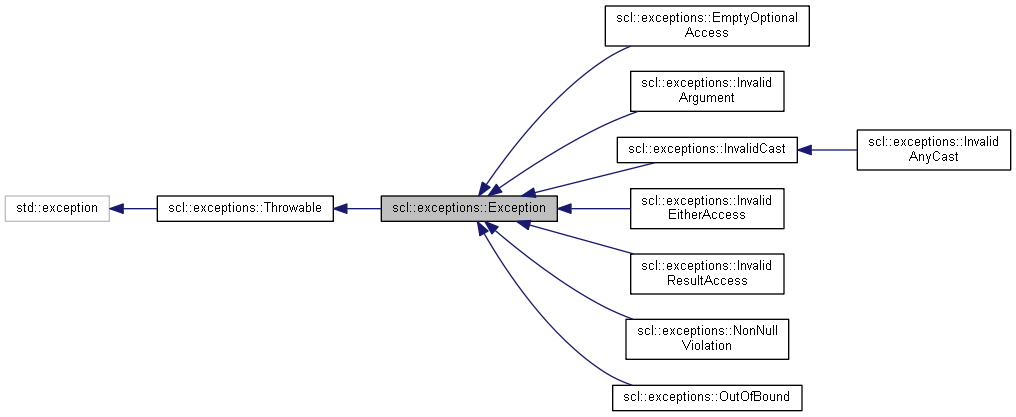 std::exception
scl::exceptions::Throwable
scl::exceptions::Exception
scl::exceptions::EmptyOptional
Access
scl::exceptions::Invalid
Argument
scl::exceptions::InvalidCast
scl::exceptions::Invalid
AnyCast
scl::exceptions::Invalid
EitherAccess
scl::exceptions::Invalid
ResultAccess
scl::exceptions::NonNull
Violation
scl::exceptions::OutOfBound